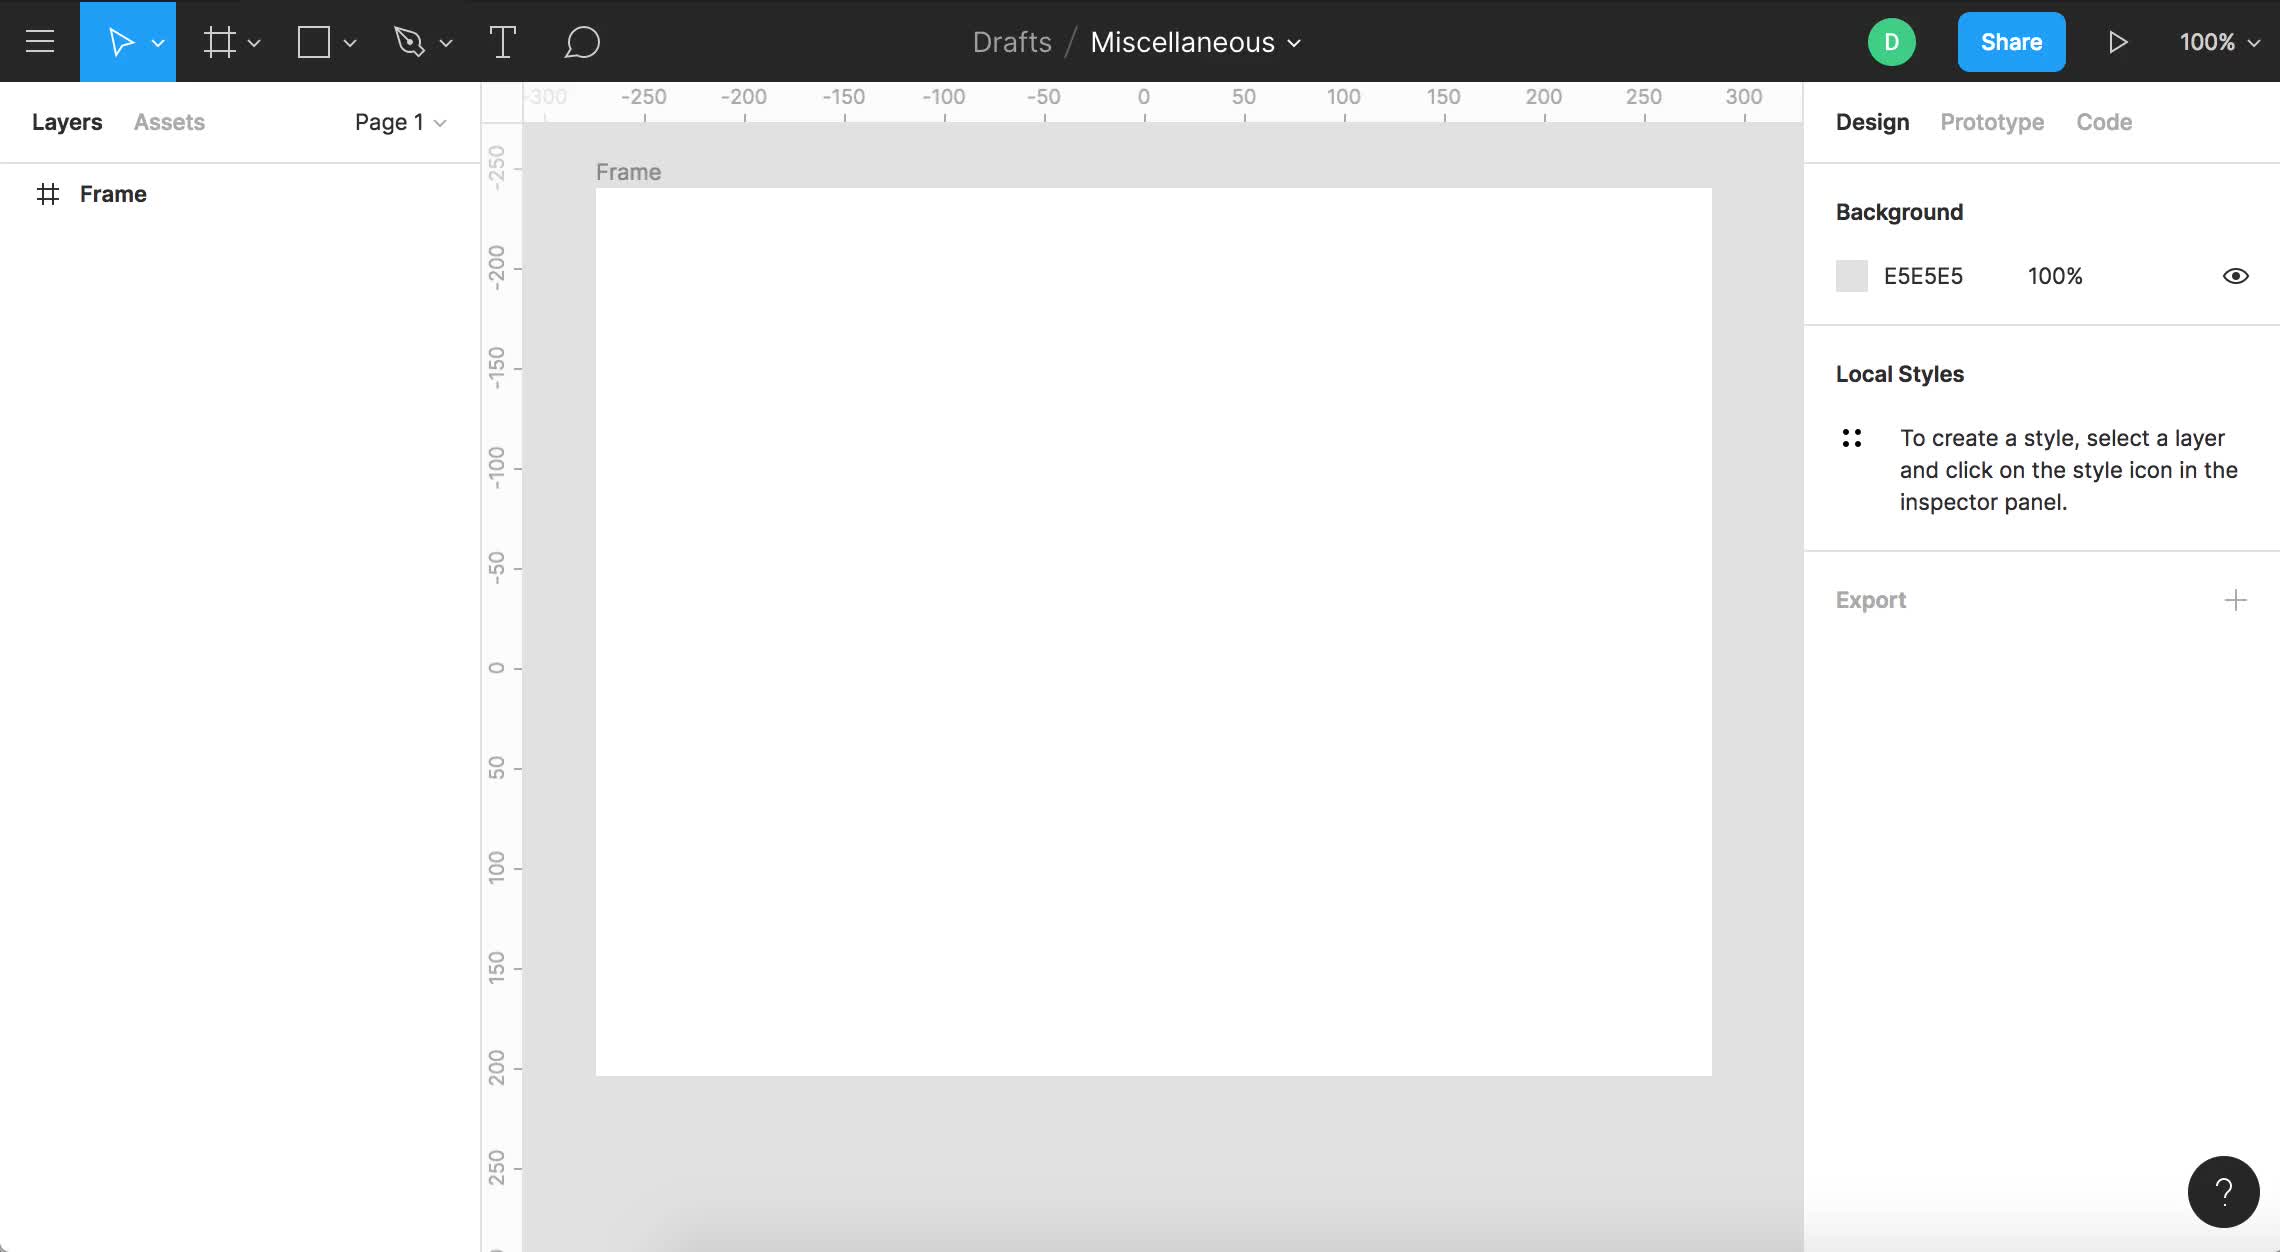 Drafts / Miscellaneous
D
Share
100%
Layers
Assets
Page 1
-300 -250 -200 -150 -100 -50 0 50 100 150 200 250 300
Design
Prototype
Code
Frame
Frame
-250
-200
-150
-100
-50
0
50
100
150
200
250
Background
E5E5E5
100%
Local Styles
To create a style, select a layer
and click on the style icon in the
inspector panel.
Export
?